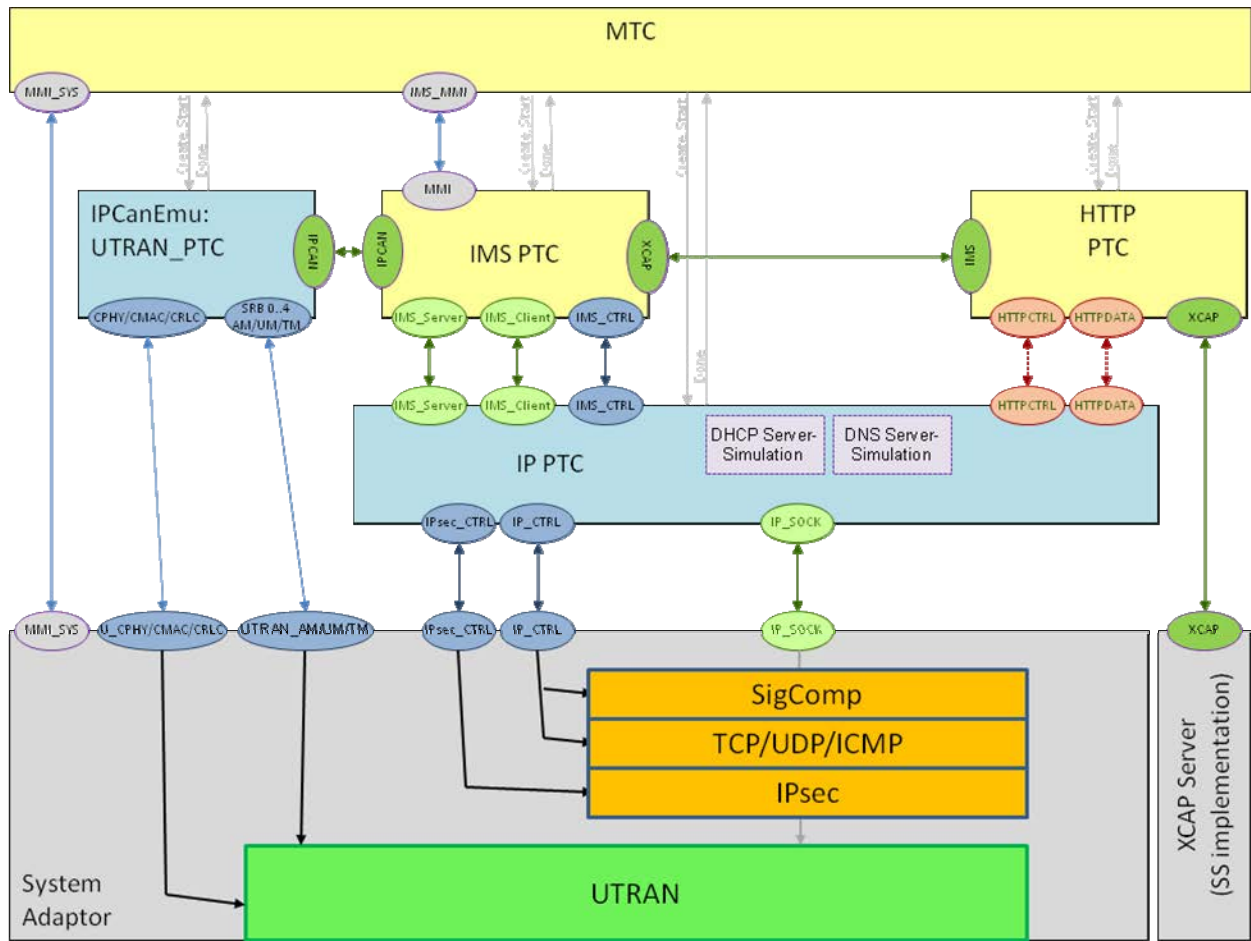 MTC
MMI_SYS
IMS_MMI
Create, Start
Done
Create, Start
Done
Create, Start
Done
Create, Start
Done
MMI
IPCanEmu:
UTRAN_PTC
IPCAN
IPCAN
IMS PTC
XCAP
IMS
HTTP
PTC
CPHY/CMAC/CRLC
SRB 0..4
AM/UM/TM
IMS_Server
IMS_Client
IMS_CTRL
HTTPCTRL
HTTPDATA
XCAP
IMS_Server
IMS_Client
IMS_CTRL
HTTPCTRL
HTTPDATA
DHCP Server-
Simulation
DNS Server-
Simulation
IP PTC
IPsec_CTRL
IP_CTRL
IP_SOCK
MMI_SYS
U_CPHY/CMAC/CRLC
UTRAN_AM/UM/TM
IPsec_CTRL
IP_CTRL
IP_SOCK
XCAP
SigComp
TCP/UDP/ICMP
IPsec
XCAP Server
(SS implementation)
System
Adaptor
UTRAN